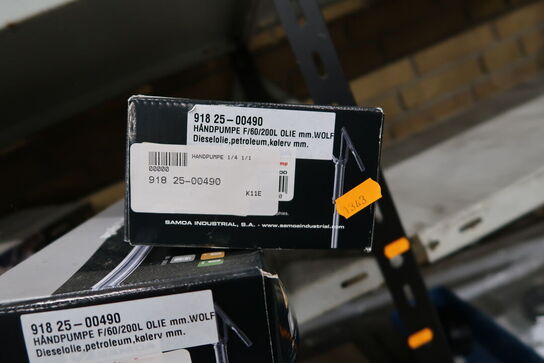 918 25-00490
HÅNDPUMPE F/60/200L OLIE mm.WOLF
Dieselolie,petroleum,kølerv mm.
HANDPUMPE 1/4 1/1
00000
918 25-00490
K11E
SAMOA INDUSTRIAL, S.A. - www.samoaindustrial.com
1343
918 25-00490
HÅNDPUMPE F/60/200L OLIE mm.WOLF
Dieselolie,petroleum,kølerv mm.